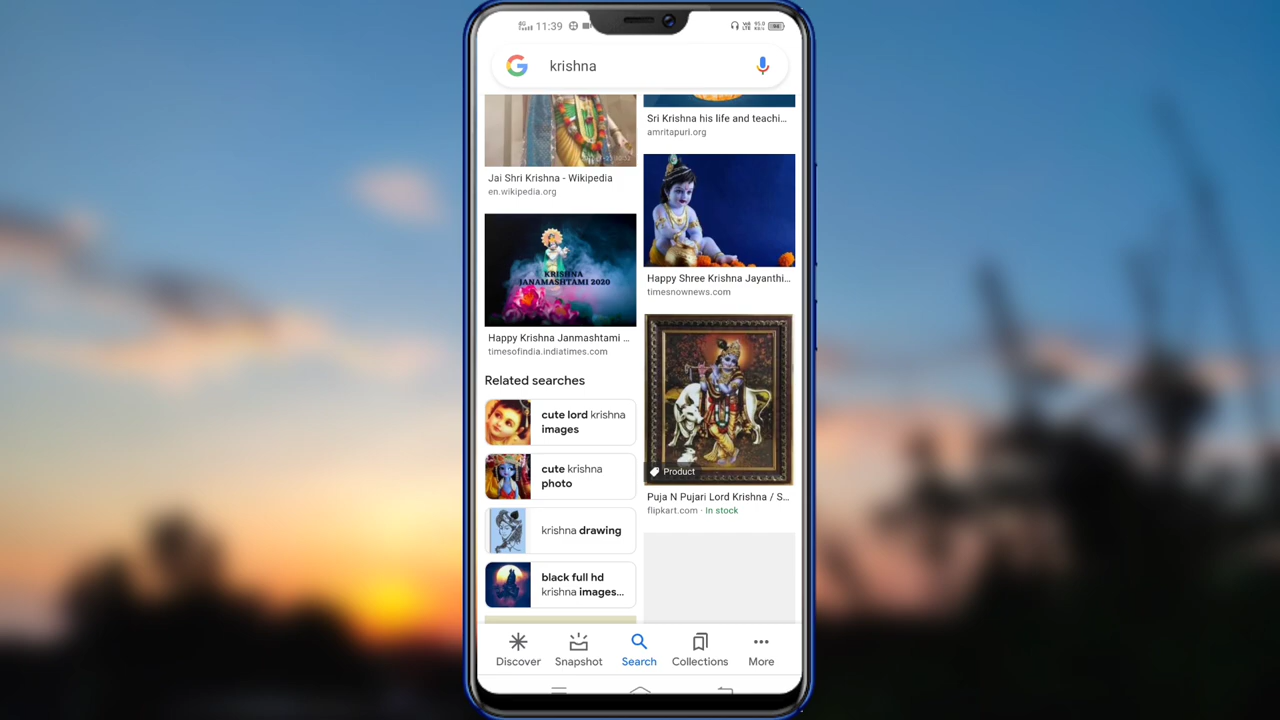 4G 11:39
krishna
Jai Shri Krishna - Wikipedia
en.wikipedia.org
KRISHNA
JANAMASHTAMI 2020
Happy Krishna Janmashtami ...
timesofindia.indiatimes.com
Related searches
cute lord krishna
images
cute krishna
photo
krishna drawing
black full hd
krishna images...
Sri Krishna his life and teachi...
amritapuri.org
Happy Shree Krishna Jayanthi...
timesnownews.com
Product
Puja N Pujari Lord Krishna / S...
flipkart.com · In stock
Discover
Snapshot
Search
Collections
More